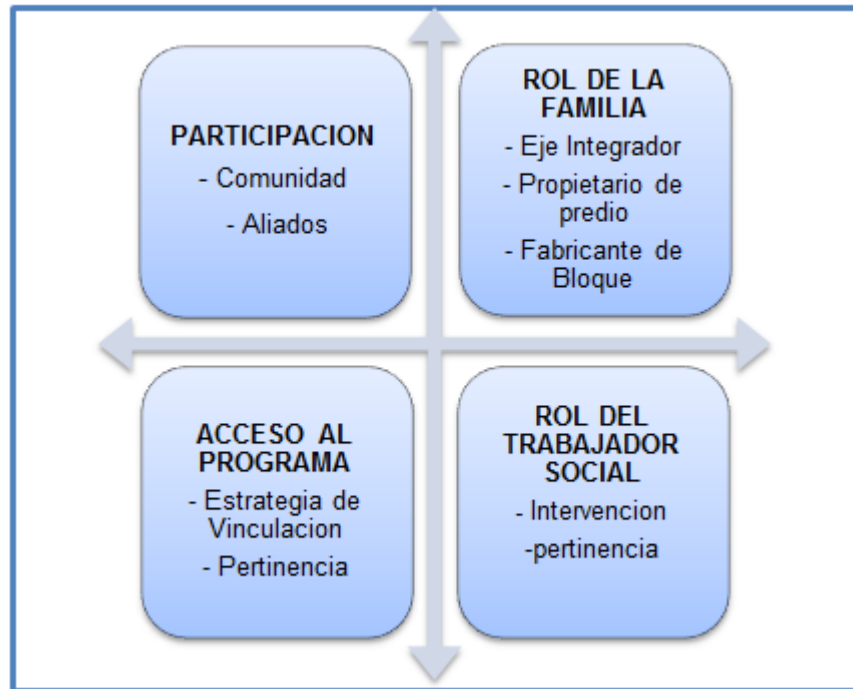 PARTICIPACION
- Comunidad
- Aliados
ROL DE LA
FAMILIA
- Eje Integrador
- Propietario de
predio
- Fabricante de
Bloque
ACCESO AL
PROGRAMA
- Estrategia de
Vinculacion
- Pertinencia
ROL DEL
TRABAJADOR
SOCIAL
- Intervencion
-pertinencia